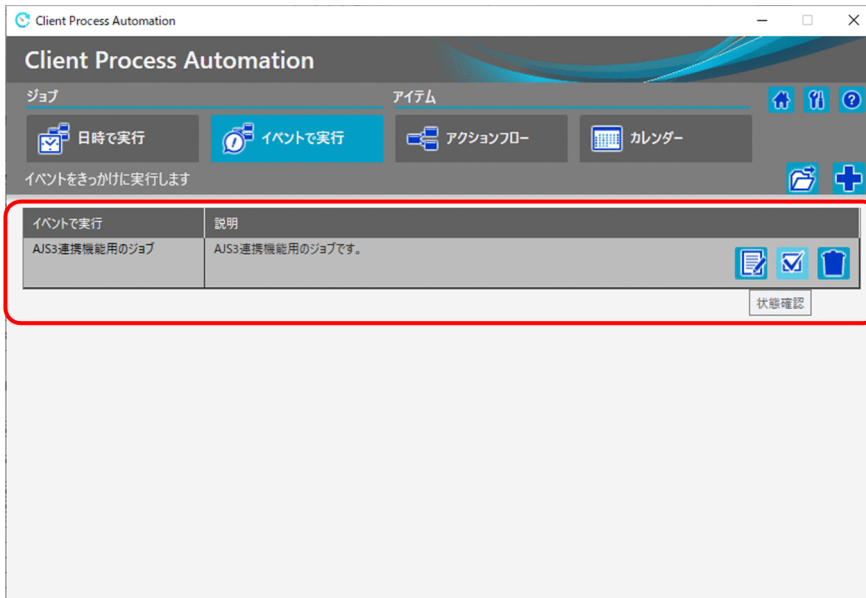 Client Process Automation
Client Process Automation
ジョブ アイテム
日時で実行 イベントで実行 アクションフロー カレンダー
イベントをきっかけに実行します
イベントで実行 説明
AJS3連携機能用のジョブ AJS3連携機能用のジョブです。
状態確認